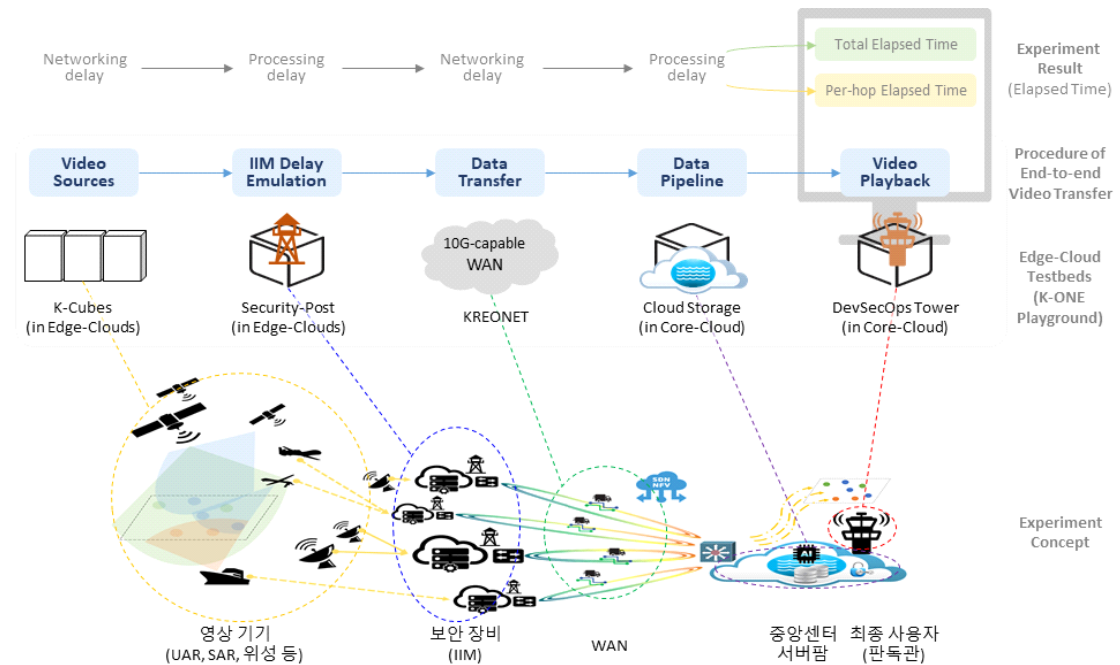 Networking
delay
Processing
delay
Networking
delay
Processing
delay
Total Elapsed Time
Per-hop Elapsed Time
Experiment
Result
(Elapsed Time)
Video
Sources
IIM Delay
Emulation
Data
Transfer
Data
Pipeline
Video
Playback
Procedure of
End-to-end
Video Transfer
10G-capable
WAN
K-Cubes
(in Edge-Clouds)
Security-Post
(in Edge-Clouds)
KREONET
Cloud Storage
(in Core-Cloud)
DevSecOps Tower
(in Core-Cloud)
Edge-Cloud
Testbeds
(K-ONE
Playground)
SDN
NFV
AI
Experiment
Concept
영상 기기
(UAR, SAR, 위성 등)
보안 장비
(IIM)
WAN
중앙센터
서버팜
최종 사용자
(판독관)